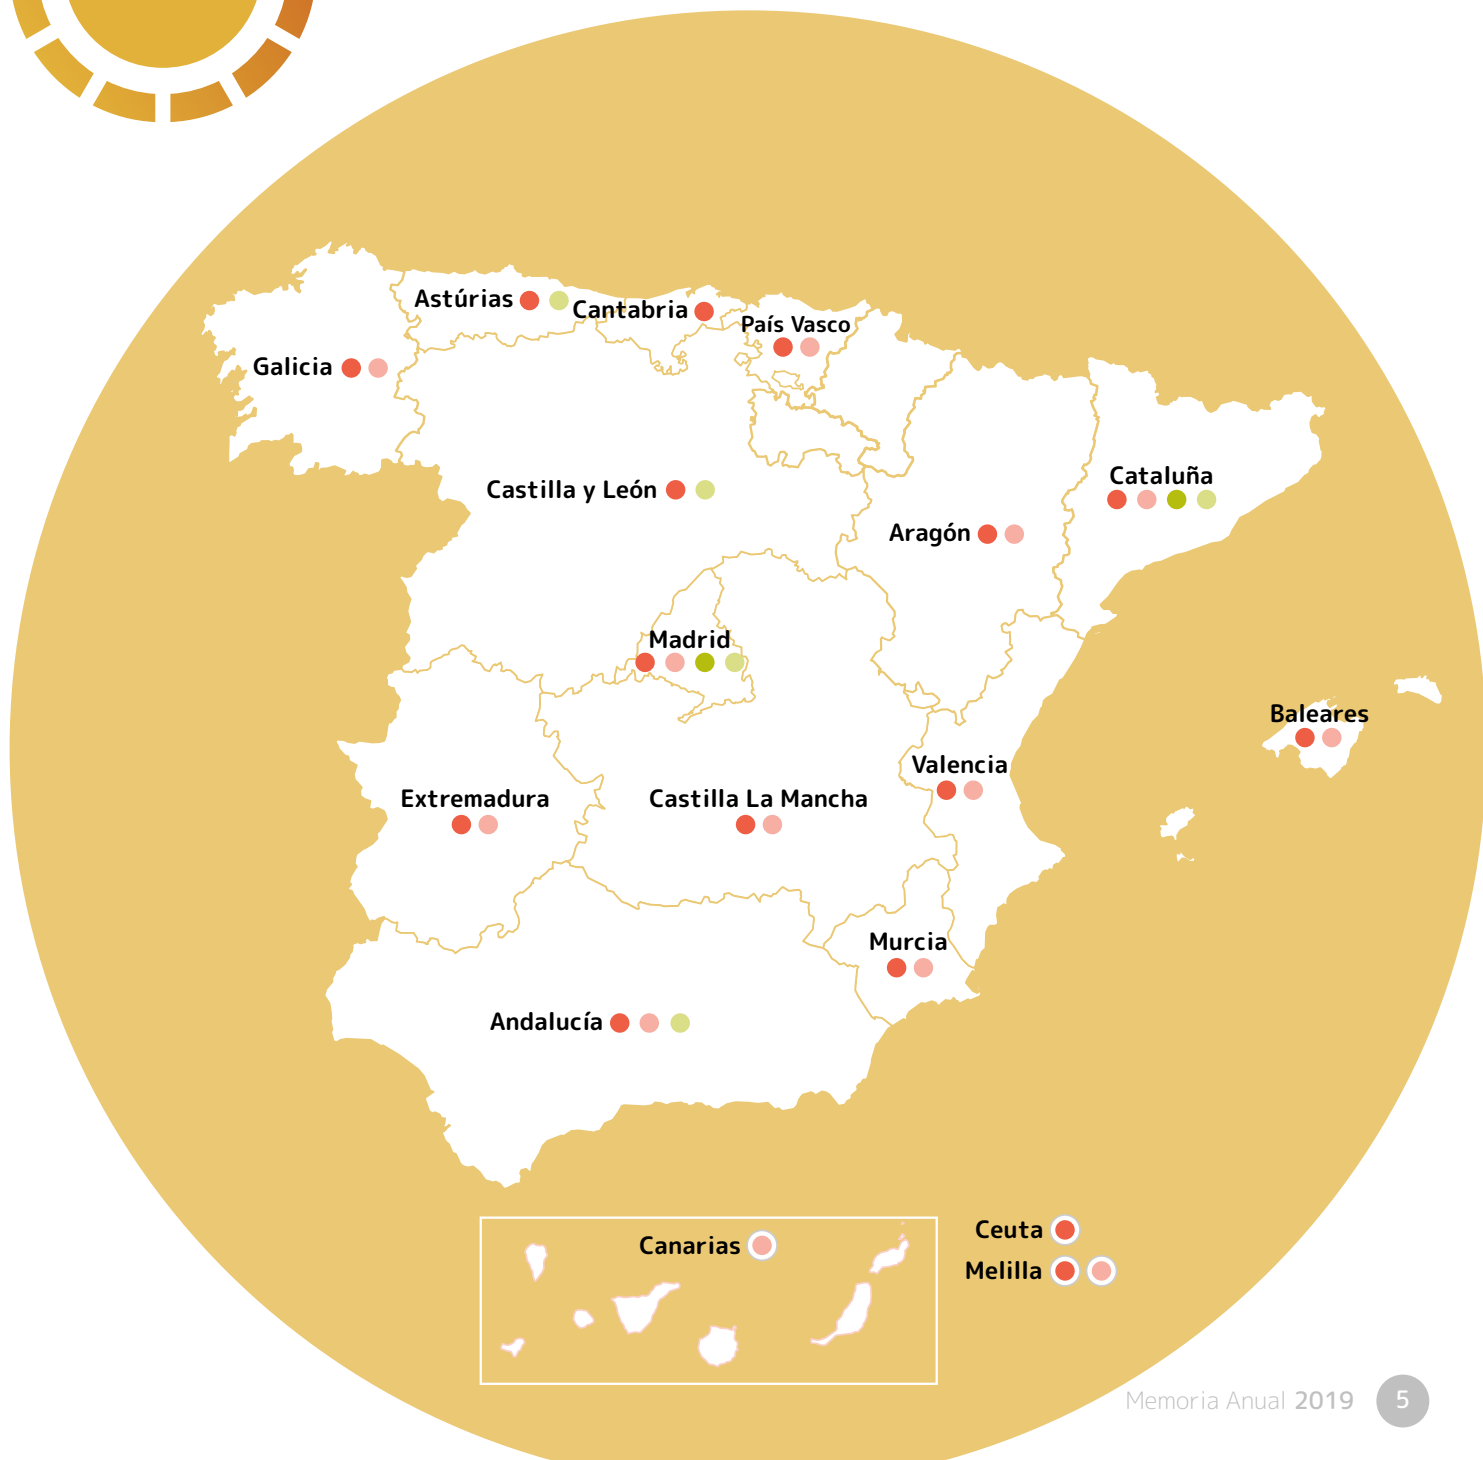 Astúrias
Cantabria
País Vasco
Galicia
Cataluña
Castilla y León
Aragón
Madrid
Baleares
Valencia
Extremadura
Castilla La Mancha
Murcia
Andalucía
Ceuta
Canarias
Melilla
Memoria Anual 2019 5